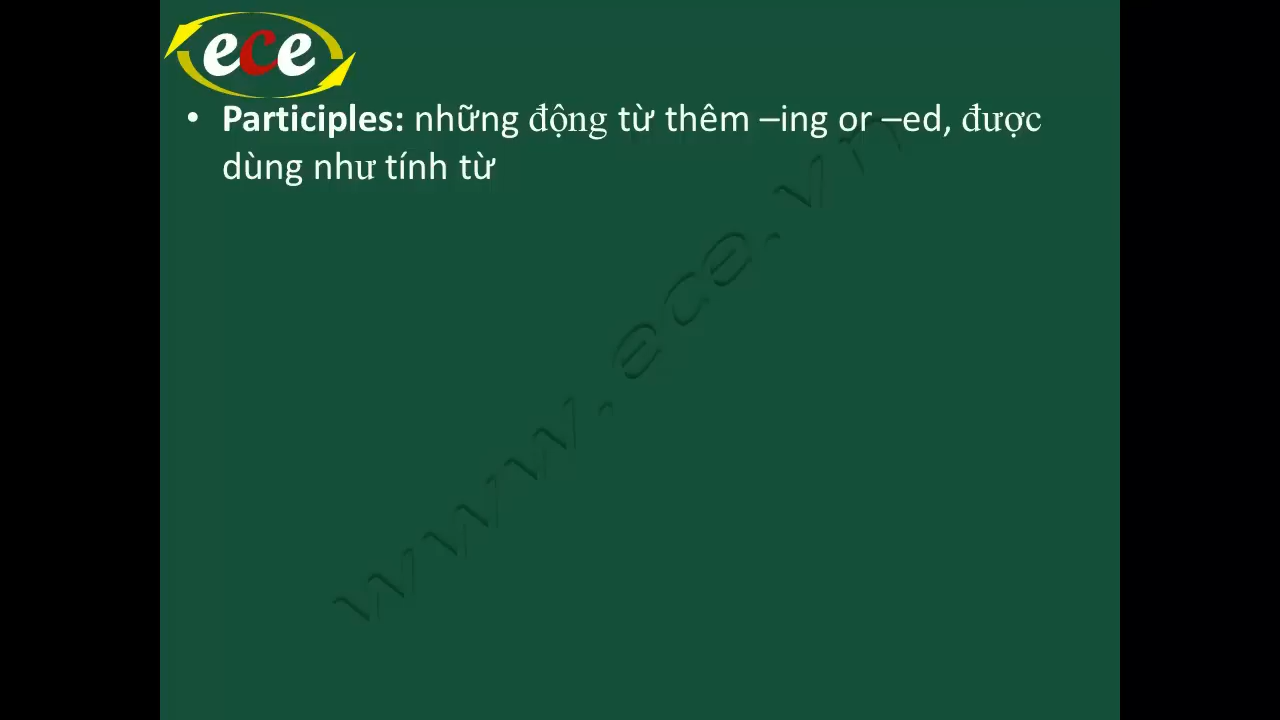 ece
• Participles: những động từ thêm –ing or –ed, được
dùng như tính từ
www.ece.vn